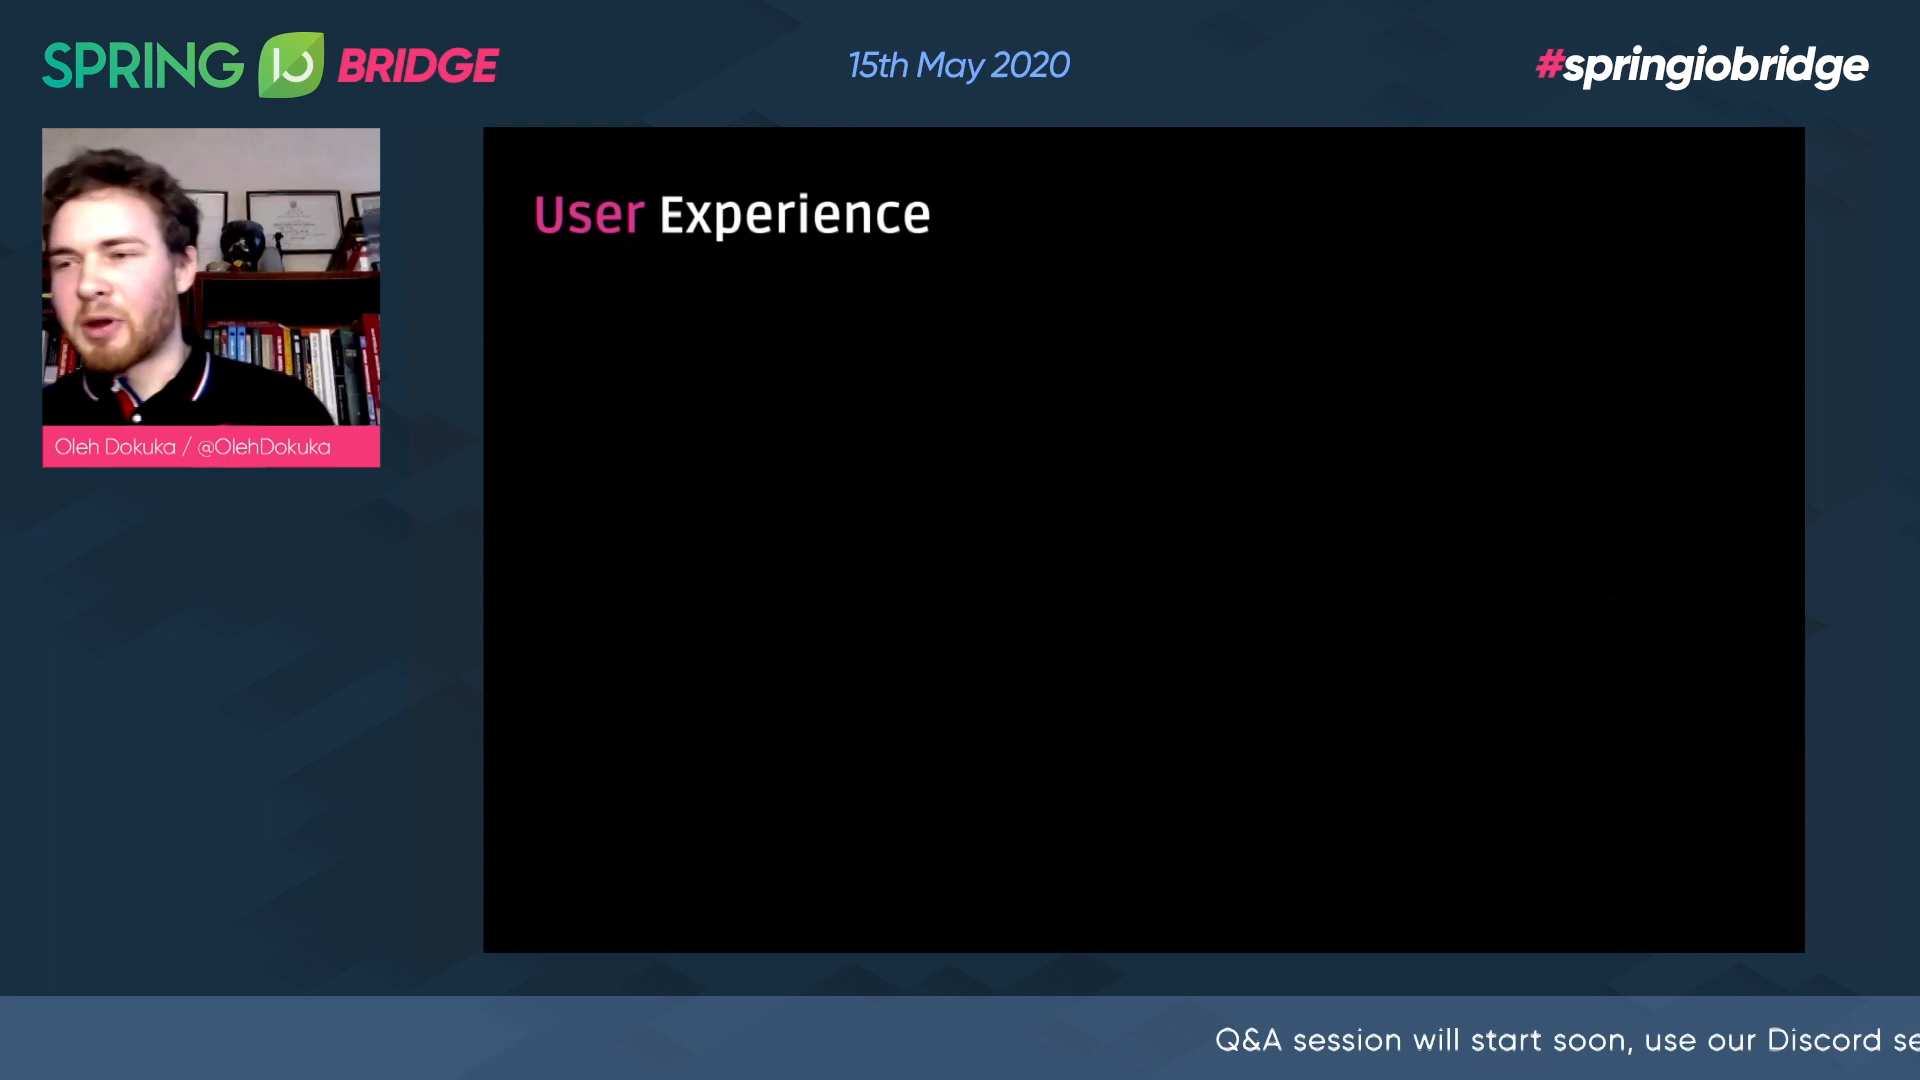 SPRING IO BRIDGE
15th May 2020
#springiobridge
User Experience
Oleh Dokuka / @OlehDokuka
Q&A session will start soon, use our Discord se